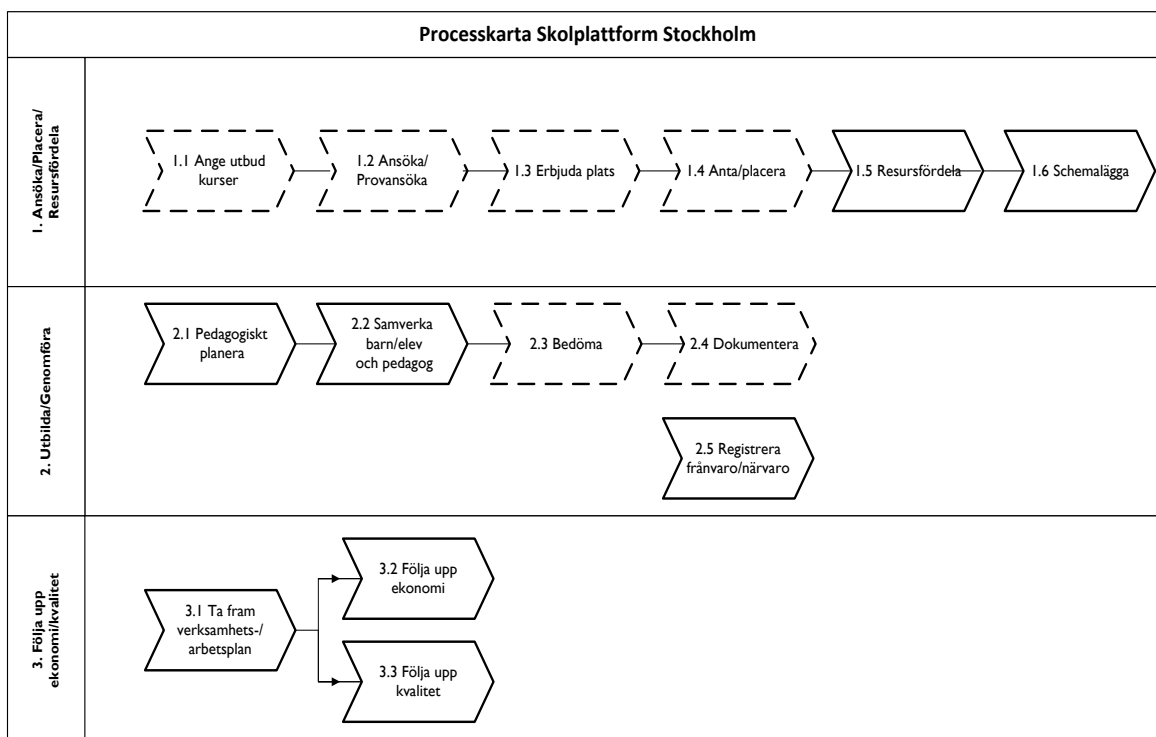 Processkarta Skolplattform Stockholm
1. Ansöka/Placera/
Resursfördela
1.1 Ange utbud
kurser
1.2 Ansöka/
Provansöka
1.3 Erbjuda plats
1.4 Anta/placera
1.5 Resursfördela
1.6 Schemalägga
2. Utbilda/Genomföra
2.1 Pedagogiskt
planera
2.2 Samverka
barn/elev
och pedagog
2.3 Bedöma
2.4 Dokumentera
2.5 Registrera
frånvaro/närvaro
3. Följa upp
ekonomi/kvalitet
3.1 Ta fram
verksamhets-/
arbetsplan
3.2 Följa upp
ekonomi
3.3 Följa upp
kvalitet